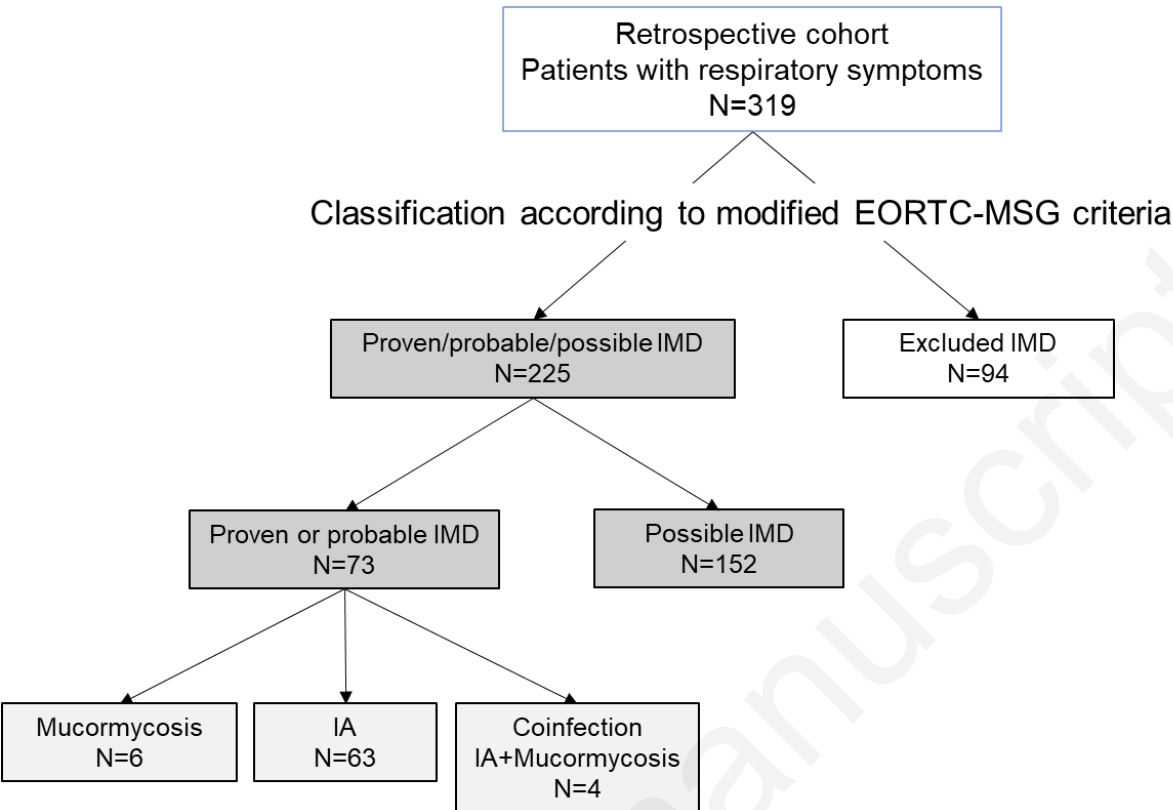 Retrospective cohort
Patients with respiratory symptoms
N=319
Classification according to modified EORTC-MSG criteria
Proven/probable/possible IMD
N=225
Excluded IMD
N=94
Proven or probable IMD
N=73
Possible IMD
N=152
Mucormycosis
N=6
IA
N=63
Coinfection
IA+Mucormycosis
N=4